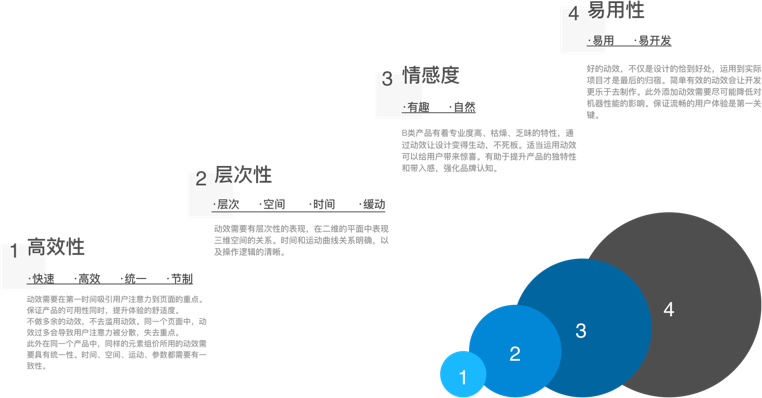 1 高效性
·快速 ·高效 ·统一 ·节制
动效需要在第一时间吸引用户注意力到页面的重点。
保证产品的可用性同时，提升体验的舒适度。
不做多余的动效，不去滥用动效。同一个页面中，动
效过多会导致用户注意力被分散，失去重点。
此外在同一个产品中，同样的元素组价所用的动效需
要具有统一性。时间、空间、运动、参数都需要有一
致性。
2 层次性
·层次 ·空间 ·时间 ·缓动
动效需要有层次性的表现，在二维的平面中表现
三维空间的关系。时间和运动曲线关系明确，以
及操作逻辑的清晰。
3 情感度
·有趣 ·自然
B类产品有着专业度高、枯燥、乏味的特性，通
过动效让设计变得生动、不死板。适当运用动效
可以给用户带来惊喜。有助于提升产品的独特性
和带入感，强化品牌认知。
4 易用性
·易用 ·易开发
好的动效，不仅是设计的恰到好处，运用到实际
项目才是最后的归宿。简单有效的动效会让开发
更乐于去制作。此外添加动效需要尽可能降低对
机器性能的影响。保证流畅的用户体验是第一关
键。
1
2
3
4